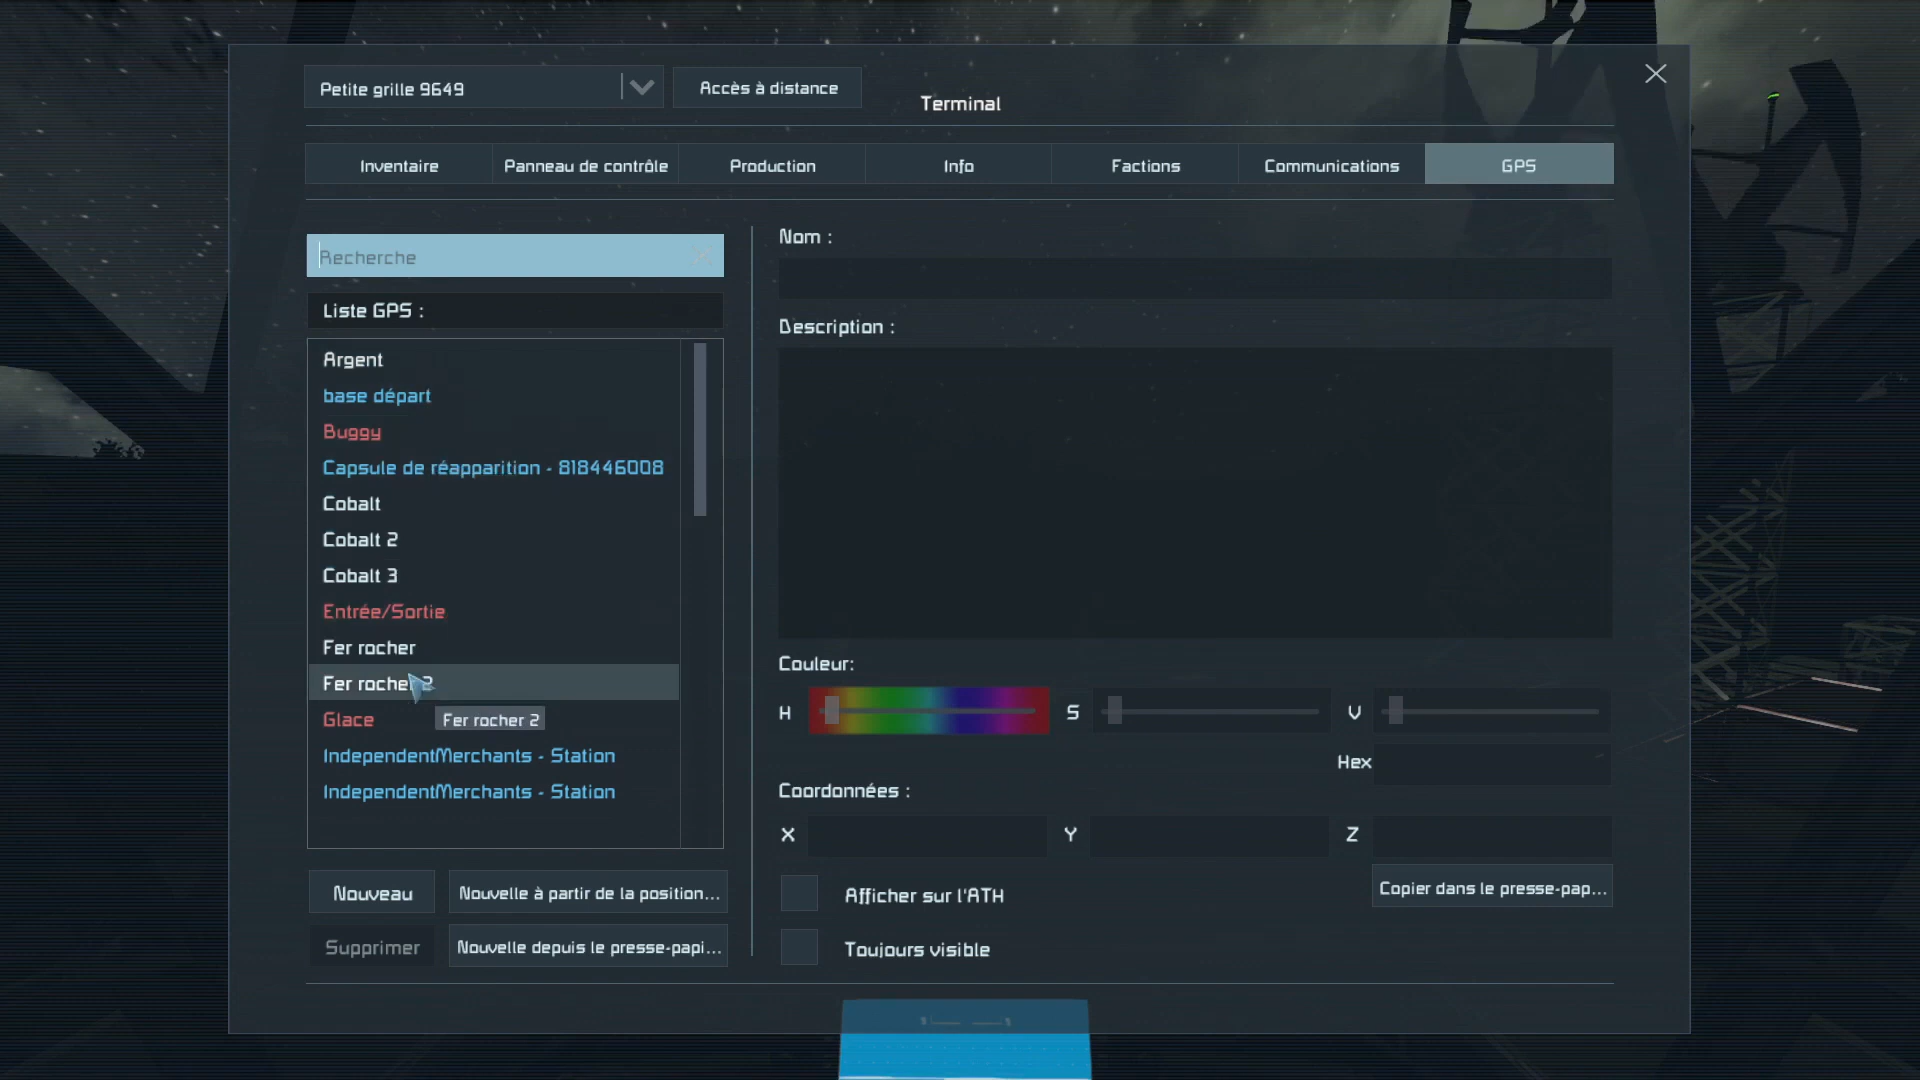 Petite grille 9649
Accès à distance
Terminal
Inventaire
Panneau de contrôle
Production
Info
Factions
Communications
GPS
Recherche
Liste GPS :
Argent
base départ
Buggy
Capsule de réapparition - 818446008
Cobalt
Cobalt 2
Cobalt 3
Entrée/Sortie
Fer rocher
Fer rocher 2
Glace
Fer rocher 2
IndependentMerchants - Station
IndependentMerchants - Station
Nouveau
Nouvelle à partir de la position...
Supprimer
Nouvelle depuis le presse-papi...
Nom :
Description :
Couleur:
H
S
V
Hex
Coordonnées :
X
Y
Z
Afficher sur l'ATH
Copier dans le presse-pap...
Toujours visible